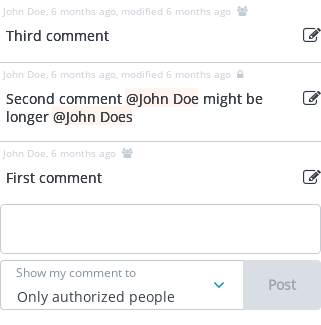 John Doe, 6 months ago, modified 6 months ago
Third comment
John Doe, 6 months ago, modified 6 months ago
Second comment @John Doe might be
longer @John Does
John Doe, 6 months ago
First comment
Show my comment to
Only authorized people
Post